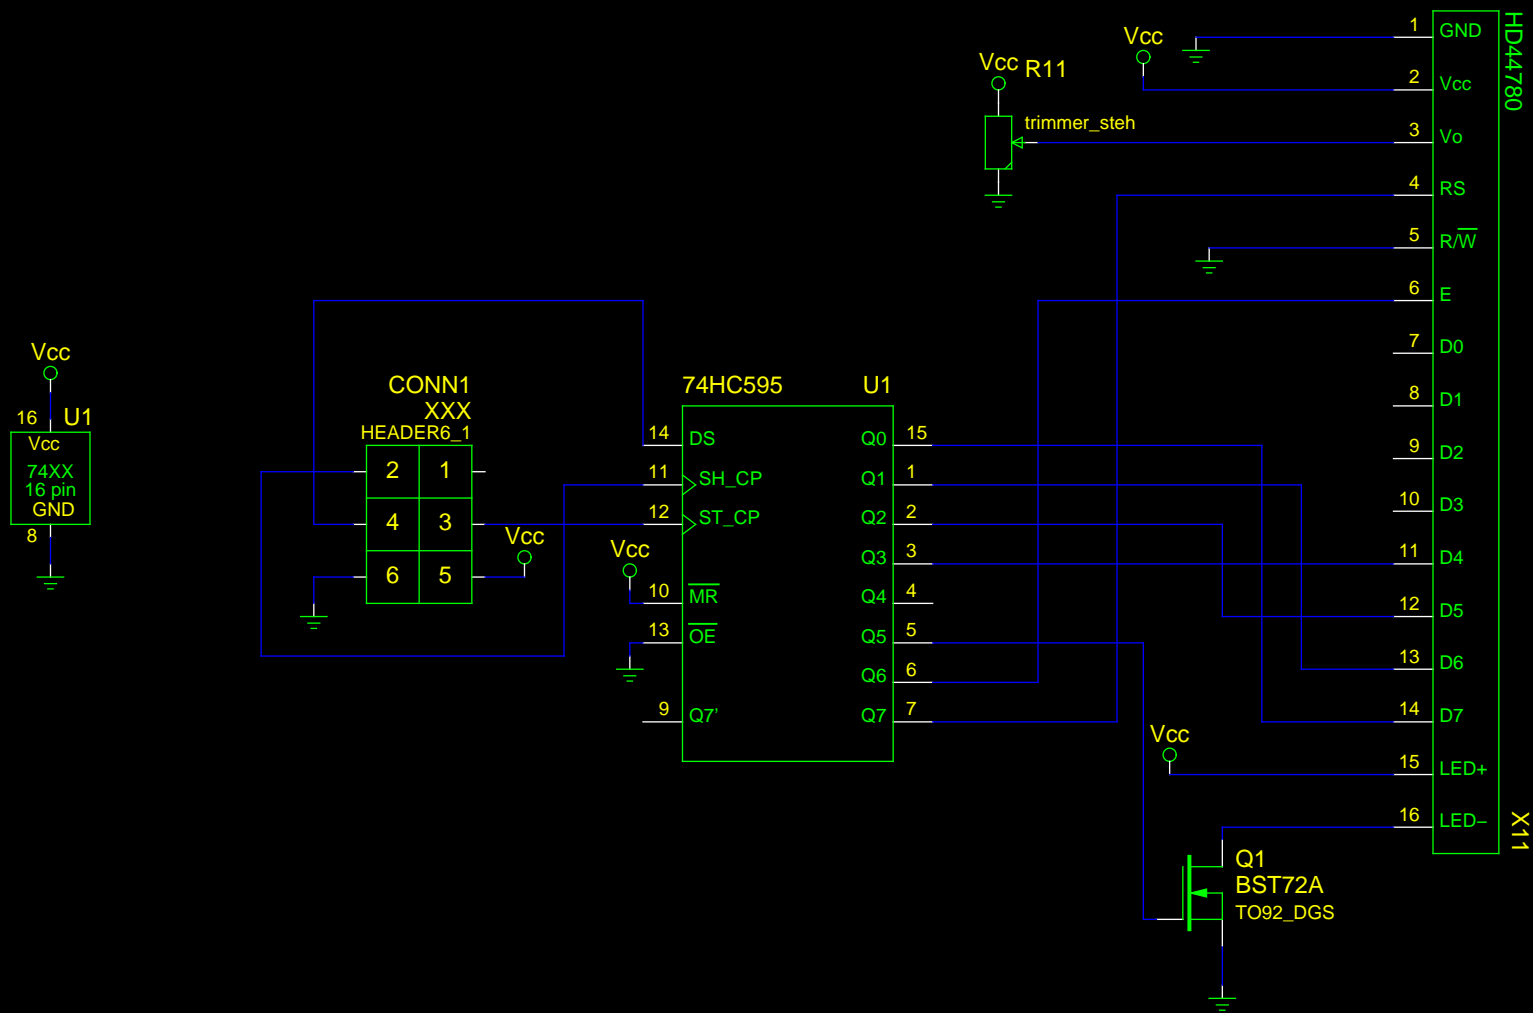 Vcc
16 U1
Vcc
74XX
16 pin
GND
8
CONN1
XXX
HEADER6_1
2 1
4 3
6 5
Vcc
Vcc
74HC595 U1
14 DS Q0 15
11 SH_CP Q1 1
12 ST_CP Q2 2
Q3 3
10 MR Q4 4
13 OE Q5 5
Q6 6
9 Q7' Q7 7
Vcc R11
trimmer_steh
Vcc
HD44780
1 GND
2 Vcc
3 Vo
4 RS
5 R/W
6 E
7 D0
8 D1
9 D2
10 D3
11 D4
12 D5
13 D6
14 D7
Vcc
15 LED+
16 LED−
X11
Q1
BST72A
TO92_DGS